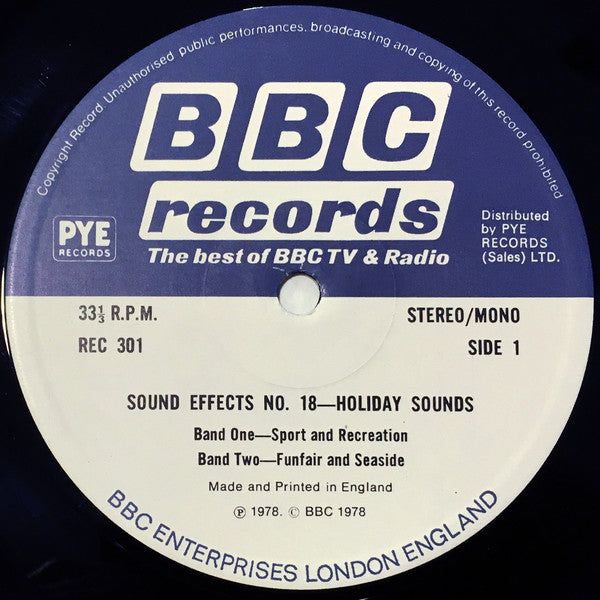 Copyright Record. Unauthorised public performances, broadcasting and copying of this record prohibited
BBC
records
The best of BBC TV & Radio
PYE
RECORDS
Distributed
by PYE
RECORDS
(Sales) LTD.
33⅓ R.P.M.
STEREO/MONO
REC 301
SIDE 1
SOUND EFFECTS NO. 18—HOLIDAY SOUNDS
Band One—Sport and Recreation
Band Two—Funfair and Seaside
Made and Printed in England
℗ 1978. © BBC 1978
BBC ENTERPRISES LONDON ENGLAND